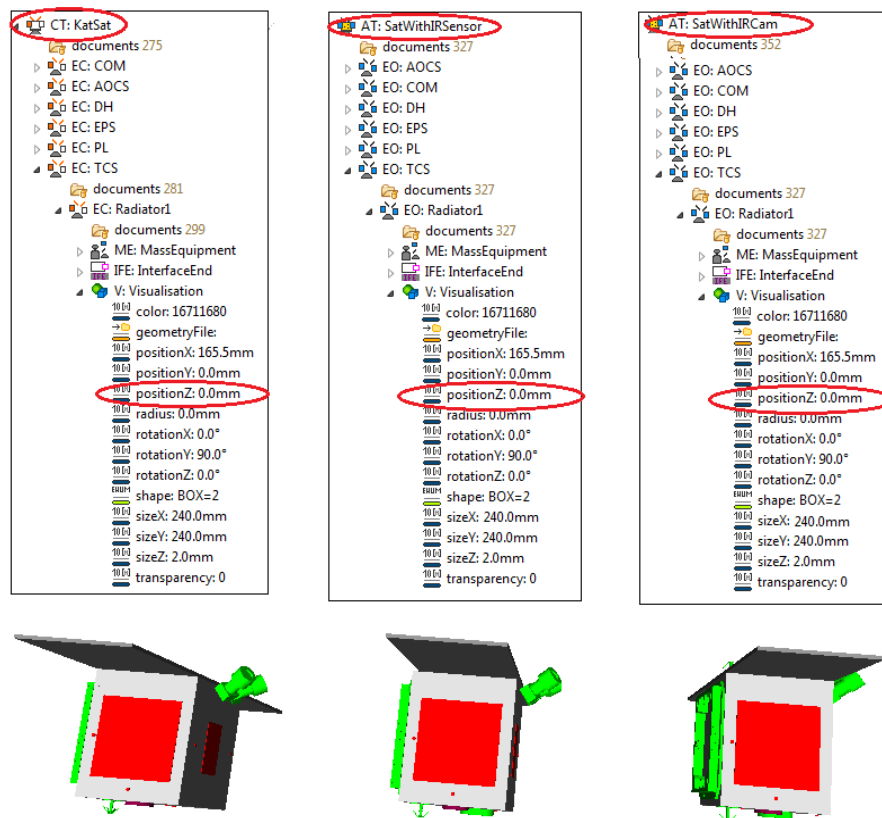 CT: KatSat
documents 275
EC: COM
EC: AOCS
EC: DH
EC: EPS
EC: PL
EC: TCS
documents 281
EC: Radiator1
documents 299
ME: MassEquipment
IFE: InterfaceEnd
V: Visualisation
color: 16711680
geometryFile:
positionX: 165.5mm
positionY: 0.0mm
positionZ: 0.0mm
radius: 0.0mm
rotationX: 0.0°
rotationY: 90.0°
rotationZ: 0.0°
shape: BOX=2
sizeX: 240.0mm
sizeY: 240.0mm
sizeZ: 2.0mm
transparency: 0
AT: SatWithIRSensor
documents 327
EO: AOCS
EO: COM
EO: DH
EO: EPS
EO: PL
EO: TCS
documents 327
EO: Radiator1
documents 327
ME: MassEquipment
IFE: InterfaceEnd
V: Visualisation
color: 16711680
geometryFile:
positionX: 165.5mm
positionY: 0.0mm
positionZ: 0.0mm
radius: 0.0mm
rotationX: 0.0°
rotationY: 90.0°
rotationZ: 0.0°
shape: BOX=2
sizeX: 240.0mm
sizeY: 240.0mm
sizeZ: 2.0mm
transparency: 0
AT: SatWithIRCam
documents 352
EO: AOCS
EO: COM
EO: DH
EO: EPS
EO: PL
EO: TCS
documents 327
EO: Radiator1
documents 327
ME: MassEquipment
IFE: InterfaceEnd
V: Visualisation
color: 16711680
geometryFile:
positionX: 165.5mm
positionY: 0.0mm
positionZ: 0.0mm
radius: 0.0mm
rotationX: 0.0°
rotationY: 90.0°
rotationZ: 0.0°
shape: BOX=2
sizeX: 240.0mm
sizeY: 240.0mm
sizeZ: 2.0mm
transparency: 0